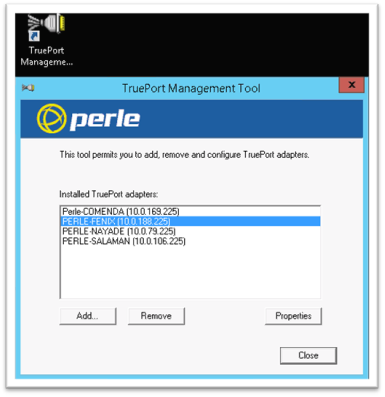 TruePort
Manageme...
TruePort Management Tool
x
perle
This tool permits you to add, remove and configure TruePort adapters.
Installed TruePort adapters:
Perle-COMENDA (10.0.169.225)
PERLE-FENIX (10.0.188.225)
PERLE-NAYADE (10.0.79.225)
PERLE-SALAMAN (10.0.106.225)
Add...
Remove
Properties
Close